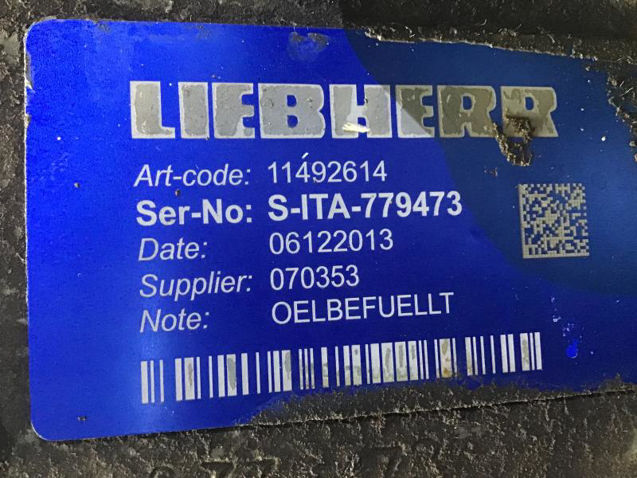 LIEBHERR
Art-code: 11492614
Ser-No: S-ITA-779473
Date: 06122013
Supplier: 070353
Note: OELBEFUELLT